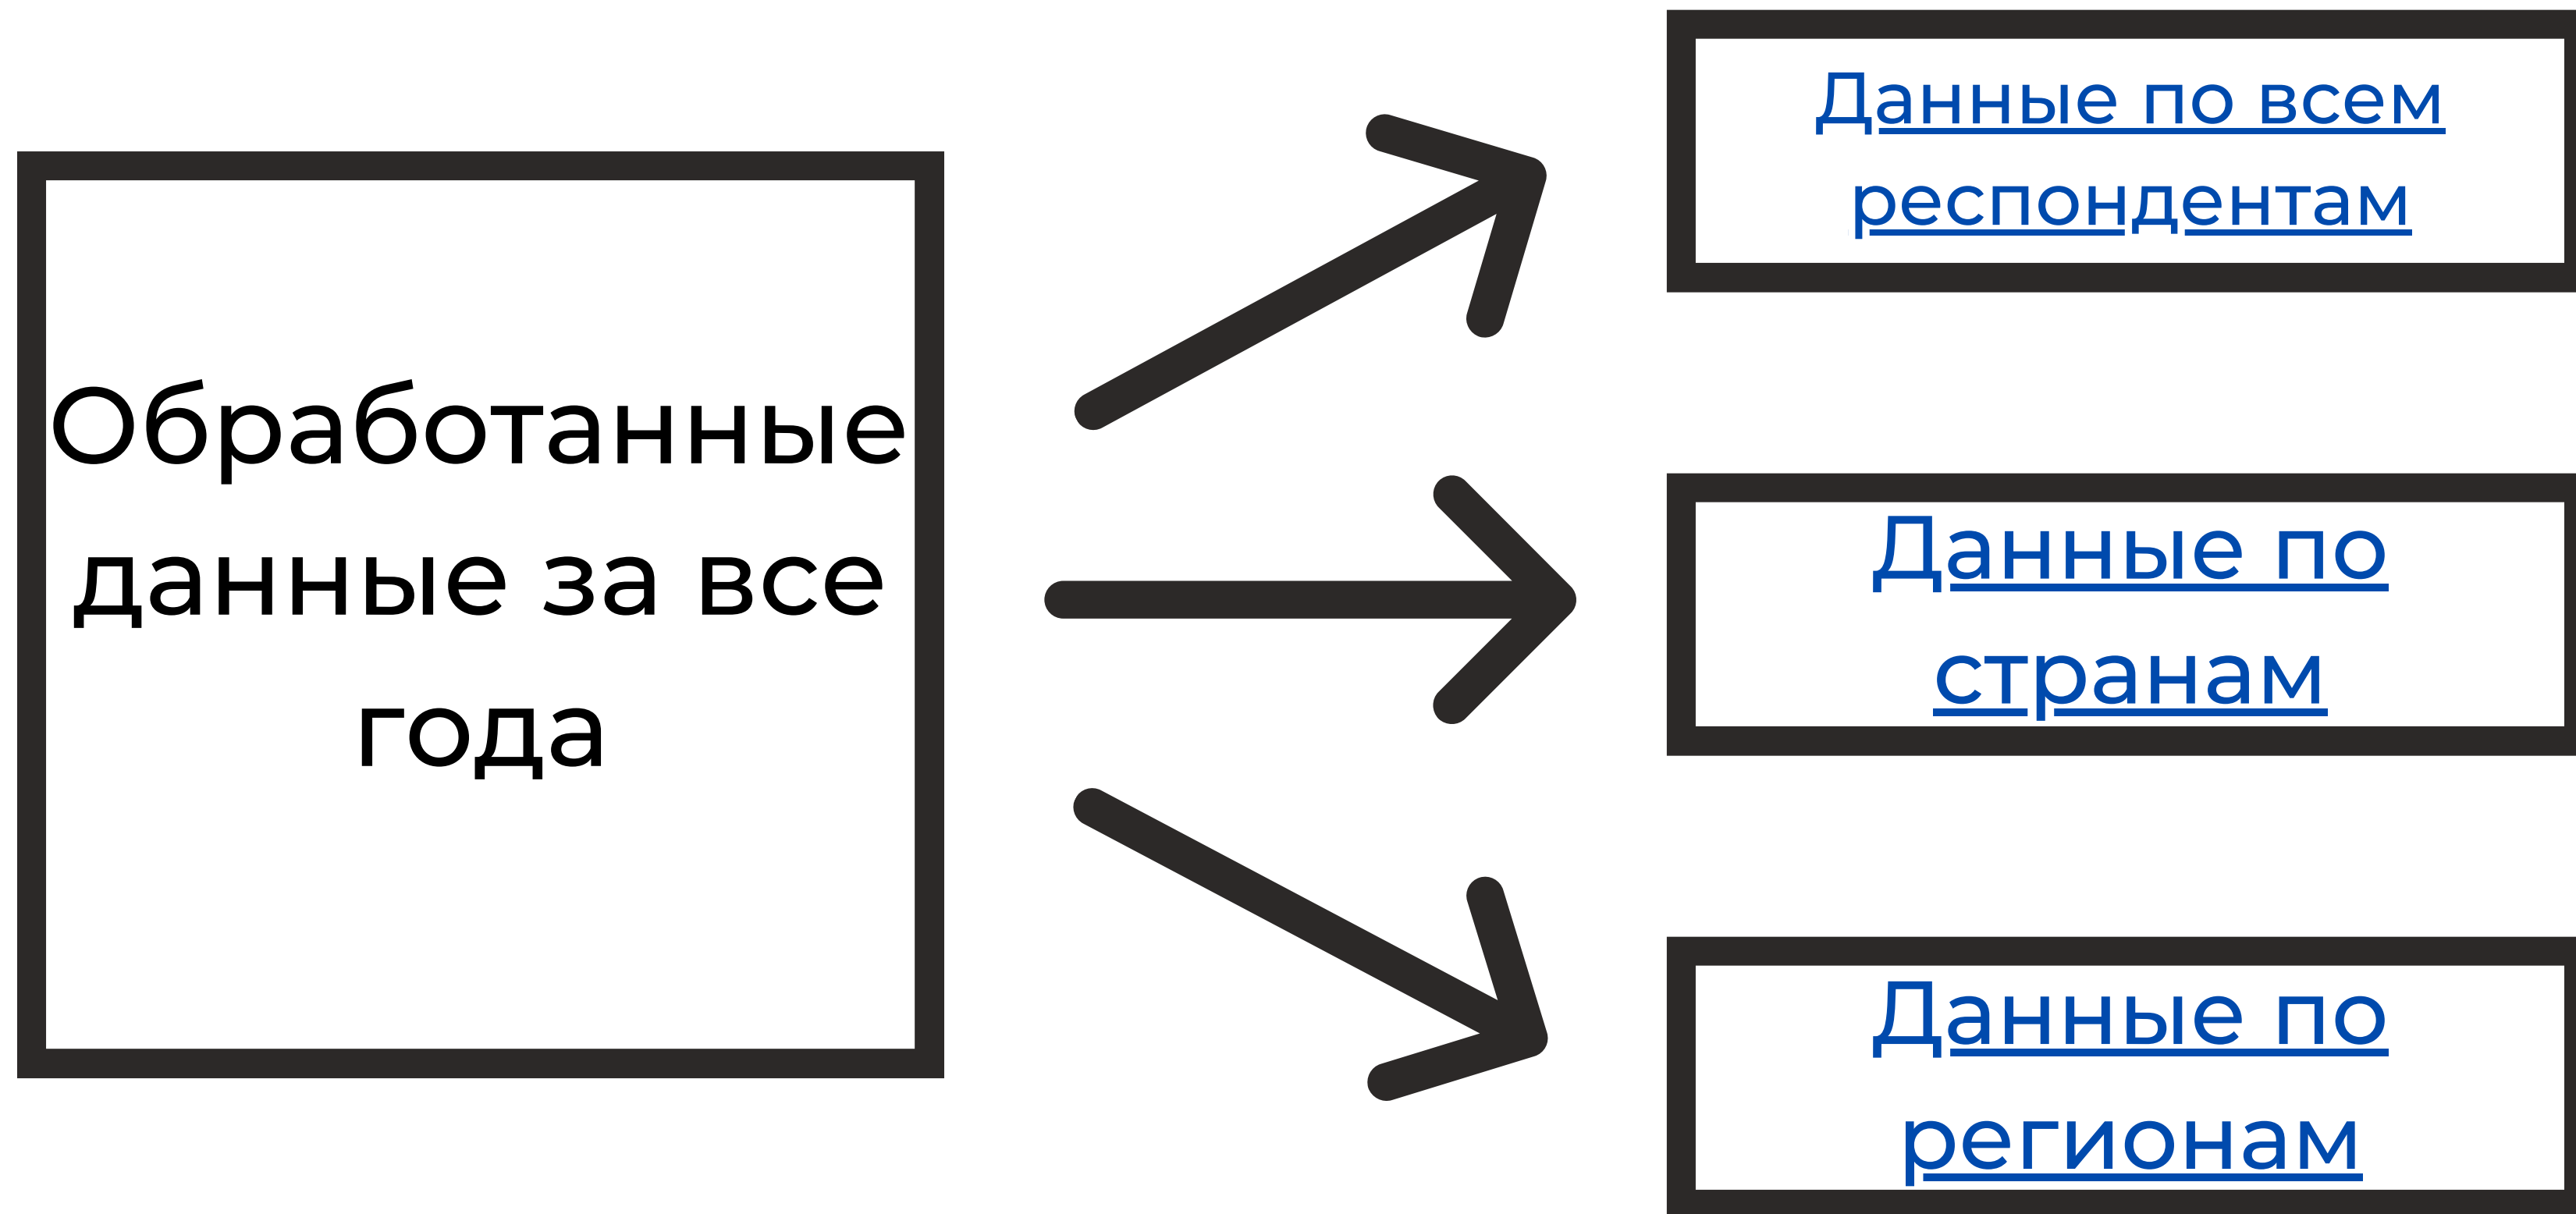 Обработанные
данные за все
года
Данные по всем
респондентам
Данные по
странам
Данные по
регионам